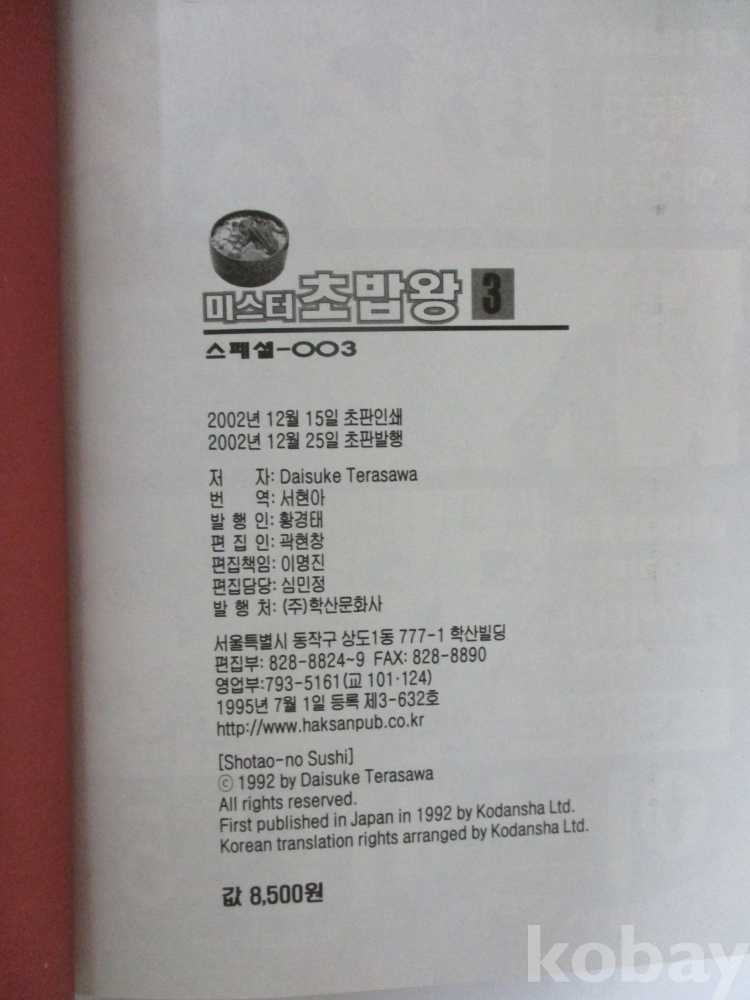 미스터 초밥왕 3
스페셜-003
2002년 12월 15일 초판인쇄
2002년 12월 25일 초판발행
저 자: Daisuke Terasawa
번 역: 서현아
발 행 인: 황경태
편 집 인: 곽현창
편집책임: 이명진
편집담당: 심민정
발 행 처: (주)학산문화사
서울특별시 동작구 상도1동 777-1 학산빌딩
편집부: 828-8824~9 FAX: 828-8890
영업부:793-5161(교 101·124)
1995년 7월 1일 등록 제3-632호
http://www.haksanpub.co.kr
[Shotao-no Sushi]
ⓒ 1992 by Daisuke Terasawa
All rights reserved.
First published in Japan in 1992 by Kodansha Ltd.
Korean translation rights arranged by Kodansha Ltd.
값 8,500원
kobay